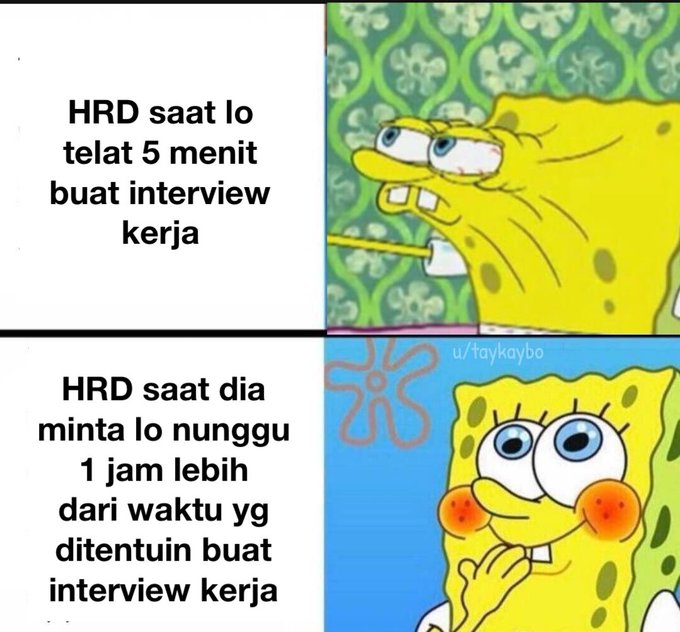 HRD saat lo
telat 5 menit
buat interview
kerja
u/taykaybo
HRD saat dia
minta lo nunggu
1 jam lebih
dari waktu yg
ditentuin buat
interview kerja